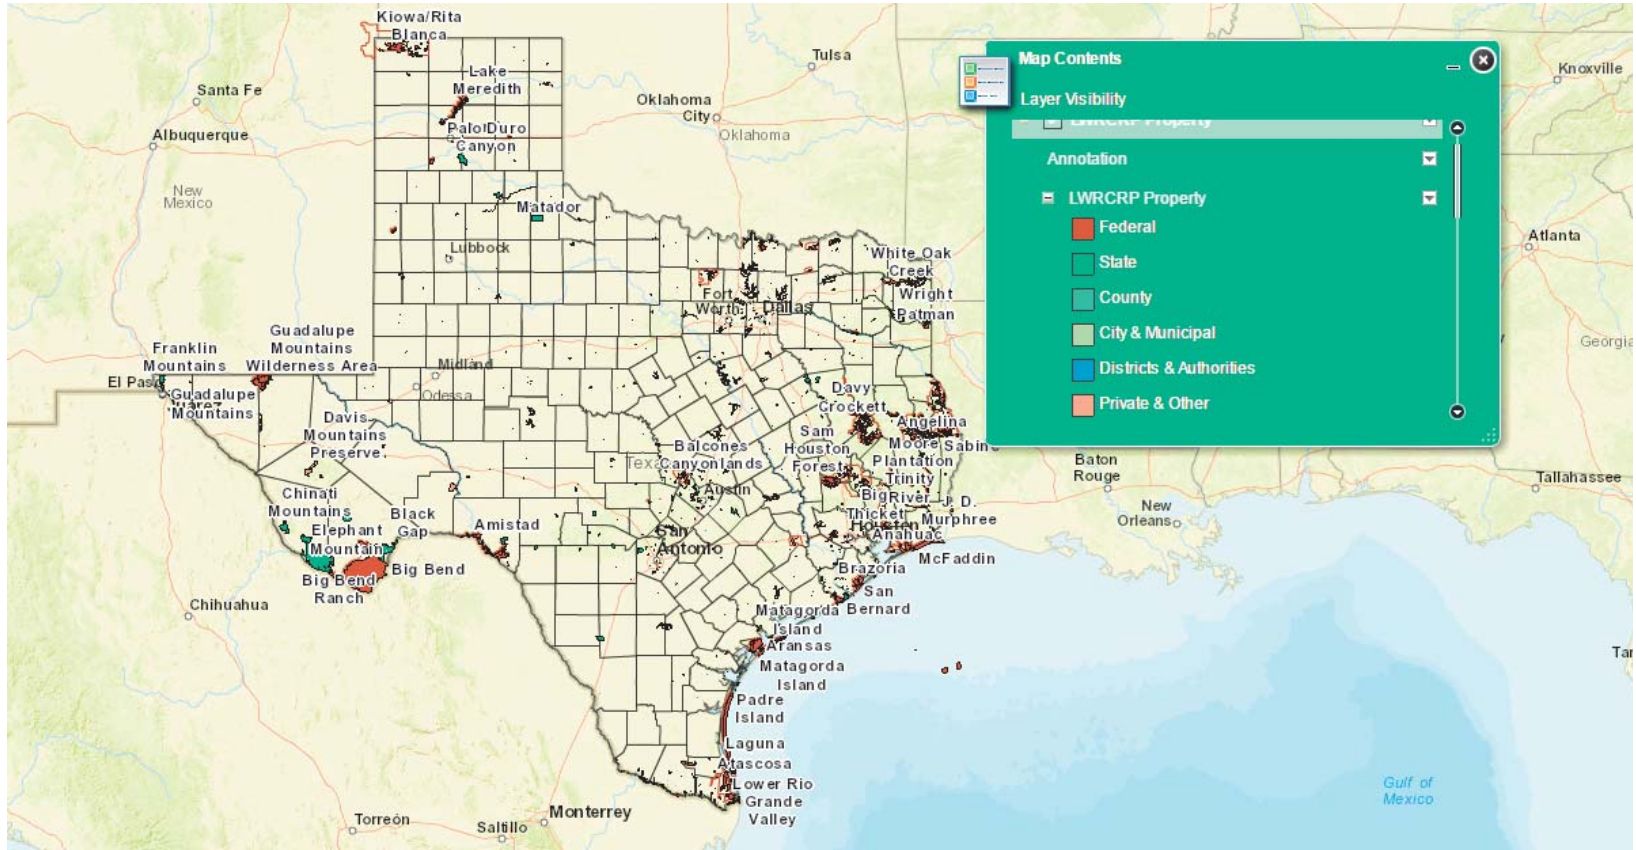 Kiowa/Rita
Blanca
Lake
Meredith
Palo Duro
Canyon
Matador
Lubbock
Tulsa
Santa Fe
Albuquerque
New
Mexico
Oklahoma
City
Oklahoma
Knoxville
Atlanta
Georgia
Map Contents
Layer Visibility
LWRCRP Property
Annotation
LWRCRP Property
Federal
State
County
City & Municipal
Districts & Authorities
Private & Other
White Oak
Creek
Wright
Patman
Fort
Worth
Dallas
Guadalupe
Mountains
Wilderness Area
Franklin
Mountains
El Paso
Guadalupe
Mountains
Midland
Odessa
Davis
Mountains
Preserve
Davy
Crockett
Angelina
Sam
Houston
Forest
Moore
Plantation
Sabine
Trinity
River
Big
Thicket
J. D.
Murphree
Houston
Anahuac
McFaddin
Balcones
Canyonlands
Austin
Chinati
Mountains
Elephant
Mountain
Black
Gap
Amistad
San
Antonio
Big Bend
Big Bend
Ranch
Brazoria
San
Bernard
Matagorda
Island
Aransas
Matagorda
Island
Padre
Island
Laguna
Atascosa
Lower Rio
Grande
Valley
Chihuahua
Torreón
Saltillo
Monterrey
Baton
Rouge
New
Orleans
Tallahassee
Gulf of
Mexico